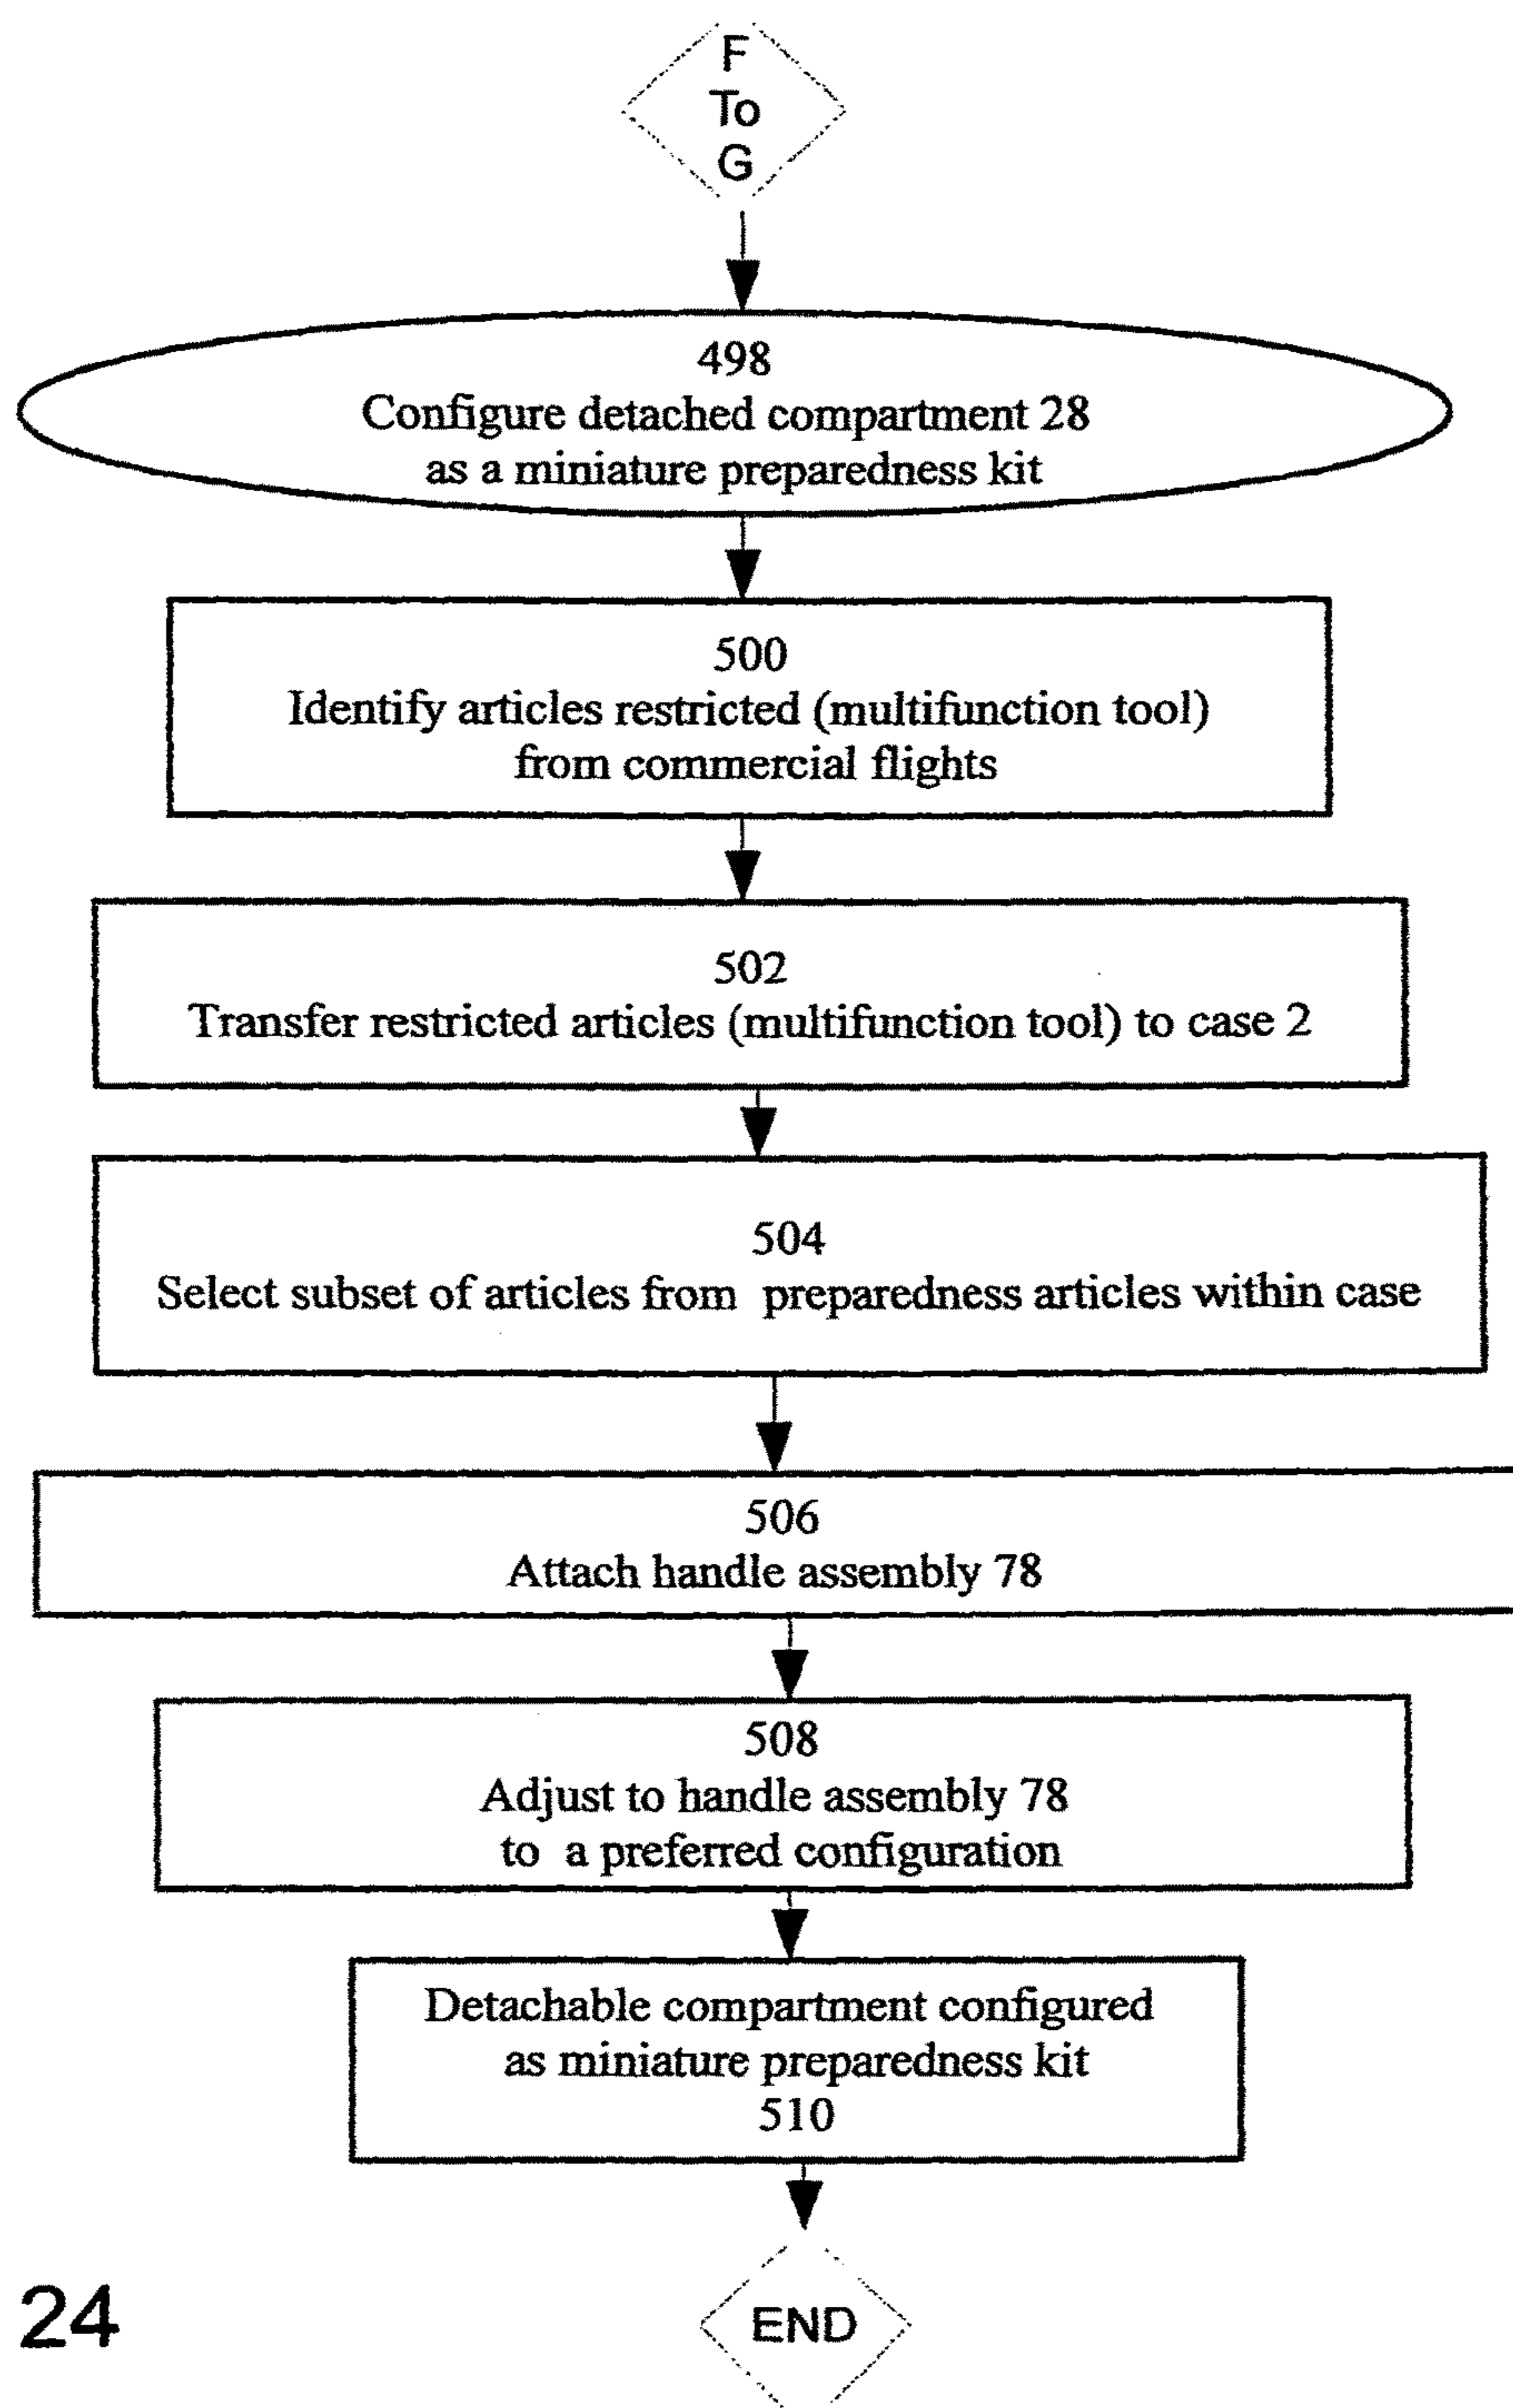 F
To
G
498
Configure detached compartment 28
as a miniature preparedness kit
500
Identify articles restricted (multifunction tool)
from commercial flights
502
Transfer restricted articles (multifunction tool) to case 2
504
Select subset of articles from preparedness articles within case
506
Attach handle assembly 78
508
Adjust to handle assembly 78
to a preferred configuration
Detachable compartment configured
as miniature preparedness kit
510
END
24